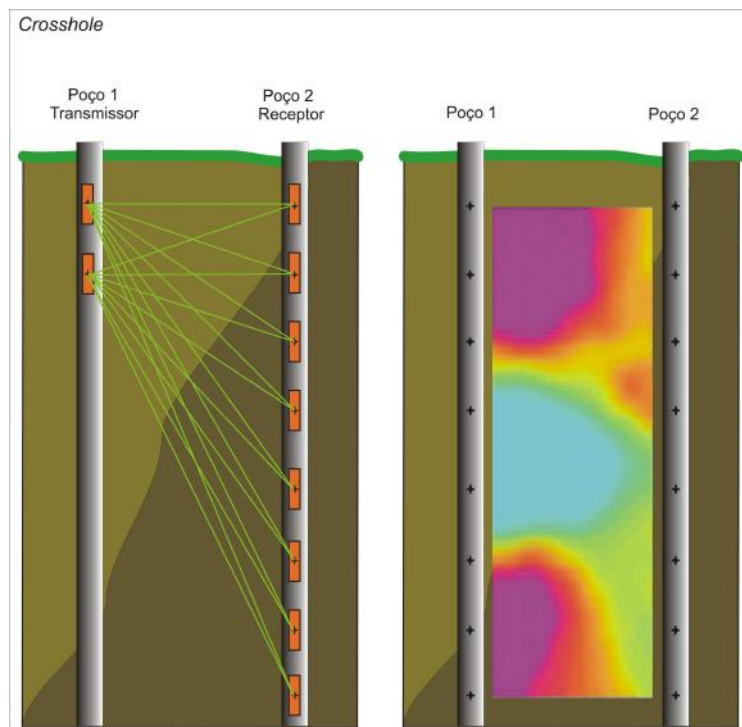 Crosshole
Poço 1
Transmissor
Poço 2
Receptor
Poço 1
Poço 2